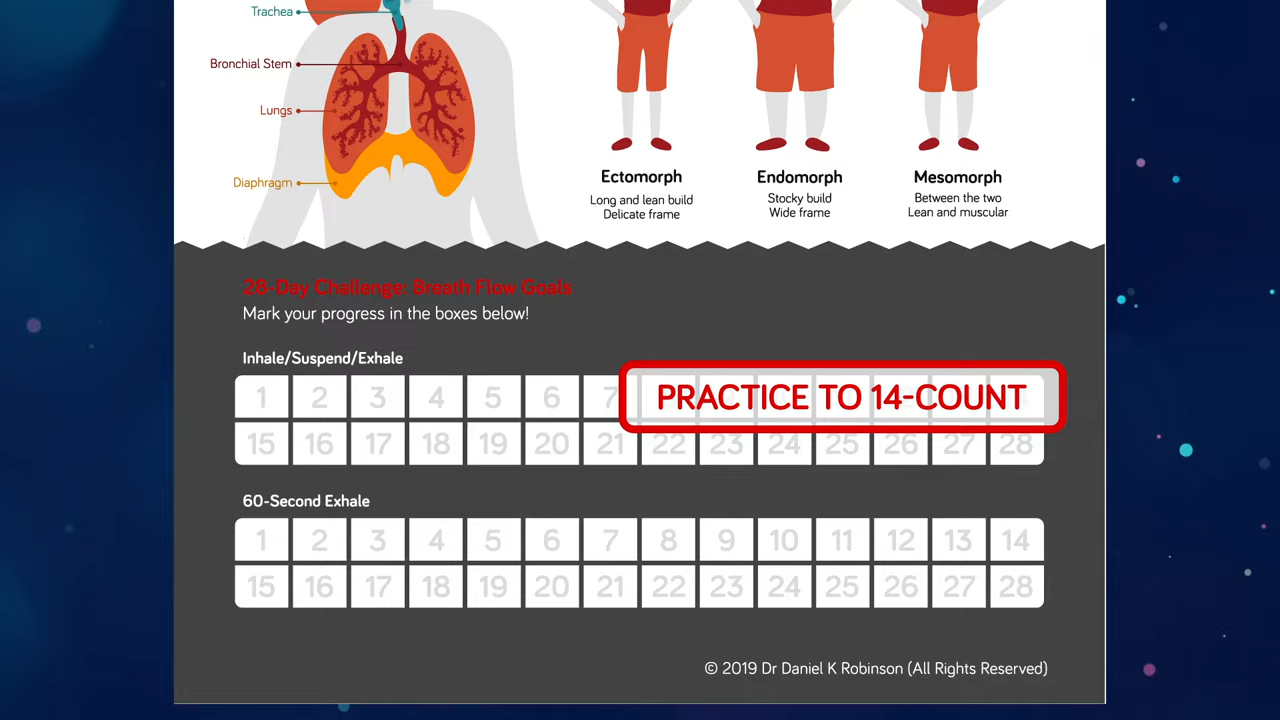 Trachea
Bronchial Stem
Lungs
Diaphragm
Ectomorph
Long and lean build
Delicate frame
Endomorph
Stocky build
Wide frame
Mesomorph
Between the two
Lean and muscular
28-Day Challenge: Breath Flow Goals
Mark your progress in the boxes below!
Inhale/Suspend/Exhale
1 2 3 4 5 6 7
PRACTICE TO 14-COUNT
15 16 17 18 19 20 21 22 23 24 25 26 27 28
60-Second Exhale
1 2 3 4 5 6 7 8 9 10 11 12 13 14
15 16 17 18 19 20 21 22 23 24 25 26 27 28
© 2019 Dr Daniel K Robinson (All Rights Reserved)